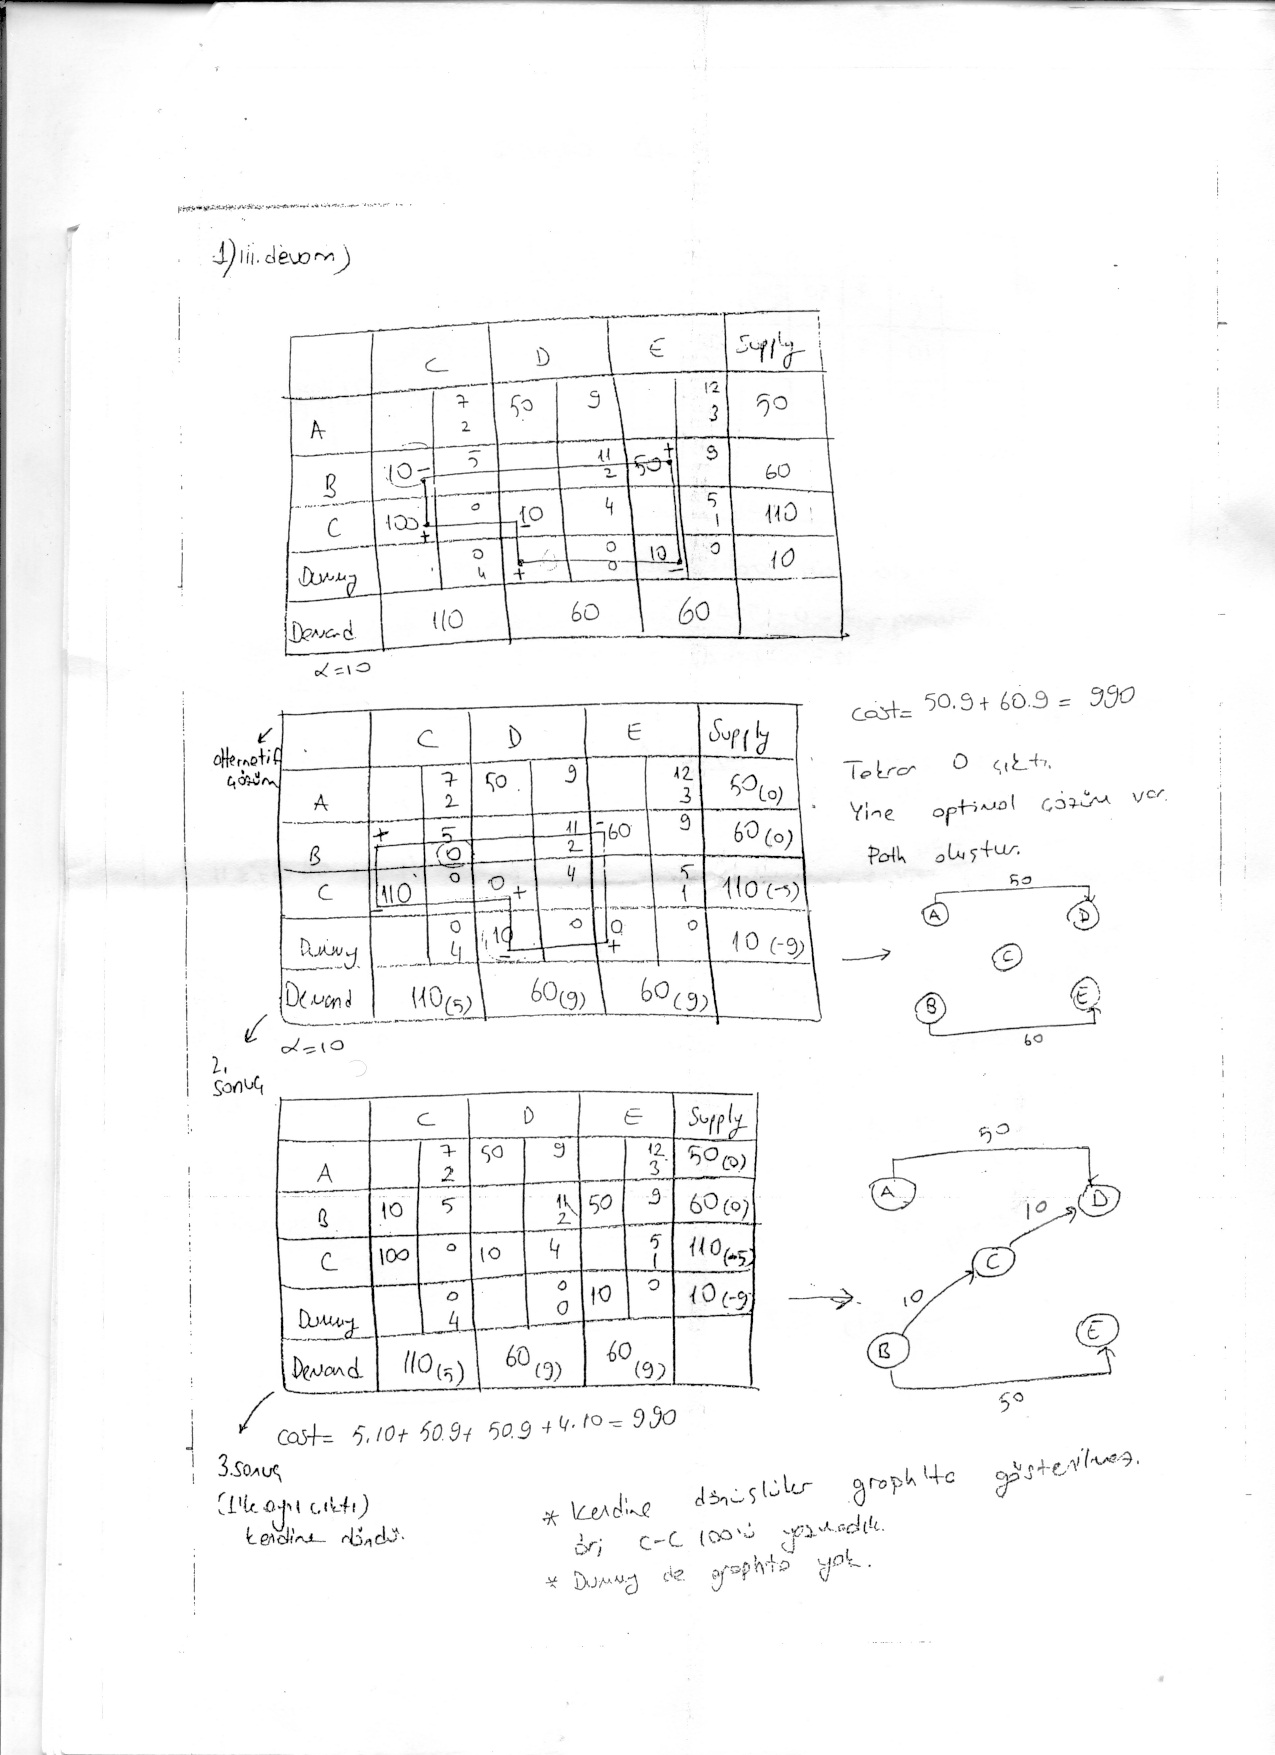 1) iii. devam)
C D E Supply
A 7 2 50 9 12 3 50
B 10 - 5 11 2 50 + 9 60
C 100 + 0 10 - 4 5 1 110
Dummy 0 4 + 0 0 10 - 0 10
Demand 110 60 60
α=10
cost= 50.9+ 60.9 = 990
Tekrar 0 çıktı.
Yine optimal çözüm var.
Path oluştur.
alternatif
çözüm
C D E Supply
A 7 2 50 9 12 3 50(0)
B + 5 0 11 2 - 60 9 60(0)
C 110 - 0 0 + 4 5 1 110(-5)
Dummy 0 4 10 - 0 0 + 0 10(-9)
Demand 110(5) 60(9) 60(9)
α=10
50
A D
C
B E
60
2.
sonuç
C D E Supply
A 7 2 50 9 12 3 50(0)
B 10 5 11 2 50 9 60(0)
C 100 0 10 4 5 1 110(-5)
Dummy 0 4 0 0 10 0 10(-9)
Demand 110(5) 60(9) 60(9)
50
A D
10
C
10
B E
50
cost= 5.10+ 50.9+ 50.9 +4.10 = 990
3.sonuç
(1'le aynı çıktı)
kendine döndü.
* Kendine dönüşlüler graphta gösterilmez.
ör; C-C 100'ü yazmadık.
* Dummy de graphta yok.